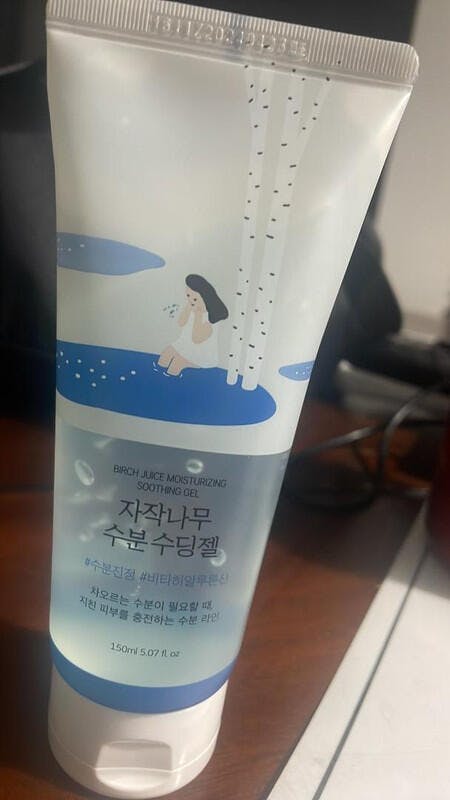 BIRCH JUICE MOISTURIZING
SOOTHING GEL
자작나무
수분 수딩젤
#수분진정 #비타히알루론산
차오르는 수분이 필요할 때,
지친 피부를 충전하는 수분 라인
150ml 5.07 fl. oz